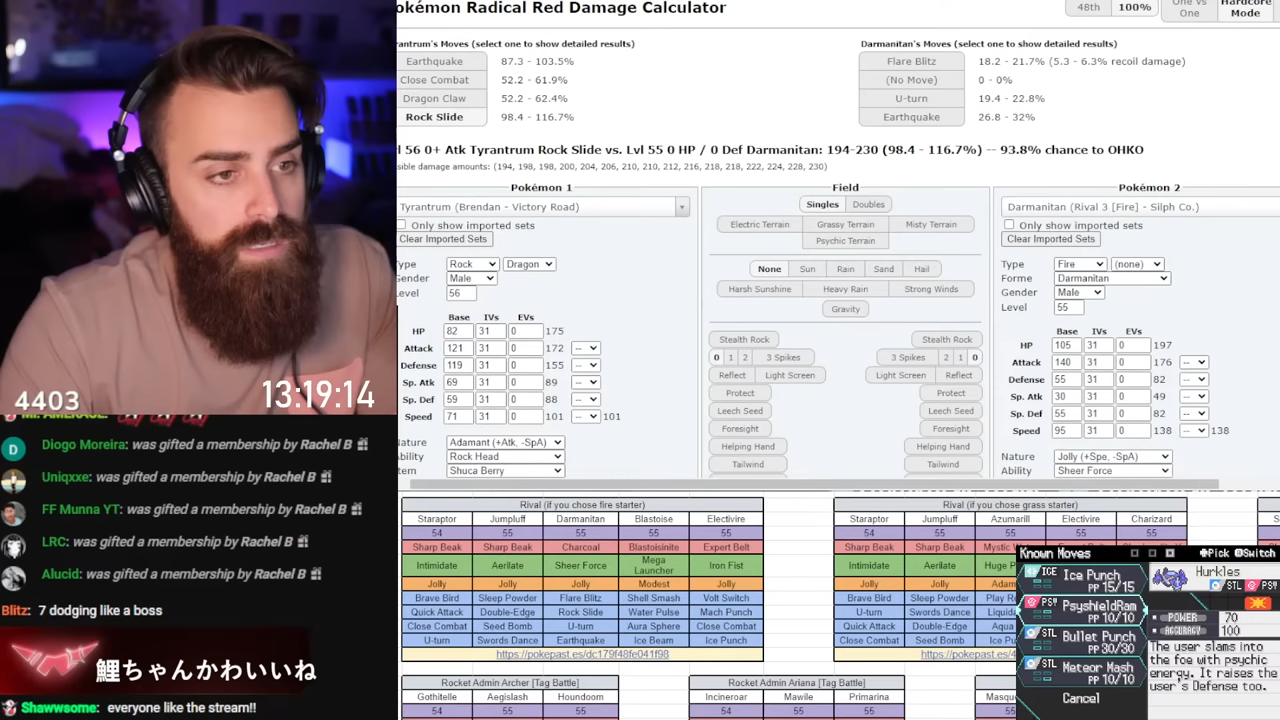 okémon Radical Red Damage Calculator
48th
100%
One vs One
Hardcore Mode
rantrum's Moves (select one to show detailed results)
Earthquake 87.3 - 103.5%
Close Combat 52.2 - 61.9%
Dragon Claw 52.2 - 62.4%
Rock Slide 98.4 - 116.7%
Darmanitan's Moves (select one to show detailed results)
Flare Blitz 18.2 - 21.7% (5.3 - 6.3% recoil damage)
(No Move) 0 - 0%
U-turn 19.4 - 22.8%
Earthquake 26.8 - 32%
l 56 0+ Atk Tyrantrum Rock Slide vs. Lvl 55 0 HP / 0 Def Darmanitan: 194-230 (98.4 - 116.7%) -- 93.8% chance to OHKO
sible damage amounts: (194, 198, 198, 200, 204, 206, 210, 210, 212, 216, 218, 222, 224, 224, 228, 230)
Pokémon 1
Tyrantrum (Brendan - Victory Road)
Only show imported sets
Clear Imported Sets
Type Rock Dragon
Gender Male
evel 56
Base IVs EVs
HP 82 31 0 175
Attack 121 31 0 172 --
Defense 119 31 0 155 --
Sp. Atk 69 31 0 89 --
Sp. Def 59 31 0 88 --
Speed 71 31 0 101 -- 101
Nature Adamant (+Atk, -SpA)
Ability Rock Head
tem Shuca Berry
Field
Singles Doubles
Electric Terrain Grassy Terrain Misty Terrain
Psychic Terrain
None Sun Rain Sand Hail
Harsh Sunshine Heavy Rain Strong Winds
Gravity
Stealth Rock Stealth Rock
0 1 2 3 Spikes 3 Spikes 2 1 0
Reflect Light Screen Light Screen Reflect
Protect Protect
Leech Seed Leech Seed
Foresight Foresight
Helping Hand Helping Hand
Tailwind Tailwind
Pokémon 2
Darmanitan (Rival 3 [Fire] - Silph Co.)
Only show imported sets
Clear Imported Sets
Type Fire (none)
Forme Darmanitan
Gender Male
Level 55
Base IVs EVs
HP 105 31 0 197
Attack 140 31 0 176 --
Defense 55 31 0 82 --
Sp. Atk 30 31 0 49 --
Sp. Def 55 31 0 82 --
Speed 95 31 0 138 -- 138
Nature Jolly (+Spe, -SpA)
Ability Sheer Force
4403
13:19:14
Diogo Moreira: was gifted a membership by Rachel B
Uniqxxe: was gifted a membership by Rachel B
FF Munna YT: was gifted a membership by Rachel B
LRC: was gifted a membership by Rachel B
Alucid: was gifted a membership by Rachel B
Blitz: 7 dodging like a boss
鯉ちゃんかわいいね
Shawwsome: everyone like the stream!!
Rival (if you chose fire starter)
Staraptor Jumpluff Darmanitan Blastoise Electivire
54 55 55 55 55
Sharp Beak Sharp Beak Charcoal Blastoisinite Expert Belt
Intimidate Aerilate Sheer Force Mega Launcher Iron Fist
Jolly Jolly Jolly Modest Jolly
Brave Bird Sleep Powder Flare Blitz Shell Smash Volt Switch
Quick Attack Double-Edge Rock Slide Water Pulse Mach Punch
Close Combat Seed Bomb U-turn Aura Sphere Close Combat
U-turn Swords Dance Earthquake Ice Beam Ice Punch
https://pokepast.es/dc179f48fe041f98
Rival (if you chose grass starter)
Staraptor Jumpluff Azumarill Electivire Charizard
54 55 55 55 55
Sharp Beak Sharp Beak Mystic Wate
Intimidate Aerilate Huge P
Jolly Jolly Adam
Brave Bird Sleep Powder Play Ro
U-turn Swords Dance Liquida
Quick Attack Double-Edge Aqua
Close Combat Seed Bomb Ice Pu
https://pokepast.es/4
Rocket Admin Archer [Tag Battle]
Gothitelle Aegislash Houndoom
54 55 55
Rocket Admin Ariana [Tag Battle]
Incineroar Mawile Primarina
54 55 55
Masqu
55
Known Moves
Pick Switch
ICE Ice Punch
PP 15/15
PSY PsyshieldRam
PP 10/10
STL Bullet Punch
PP 30/30
STL Meteor Mash
PP 10/10
Cancel
Hurkles
STL PSY
POWER 70
ACCURACY 100
The user slams into the foe with psychic energy. It raises the user's Defense too.